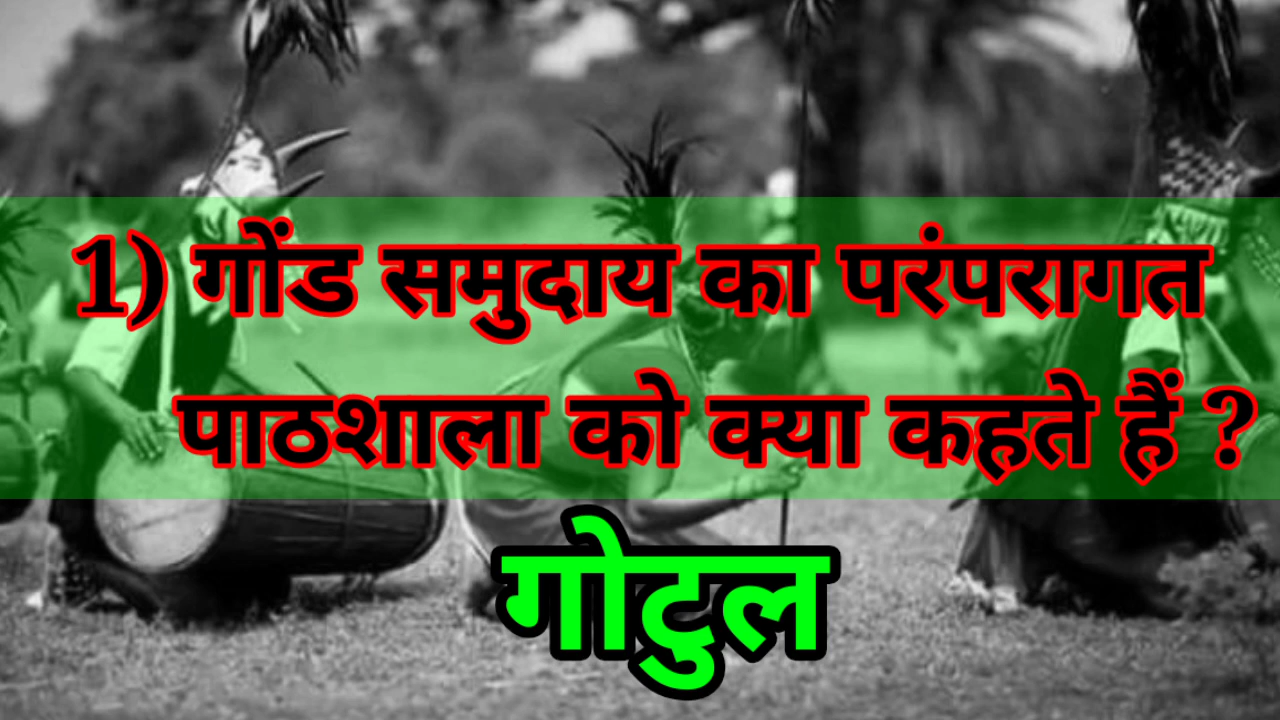 1) गोंड समुदाय का परंपरागत
पाठशाला को क्या कहते हैं ?
गोटुल